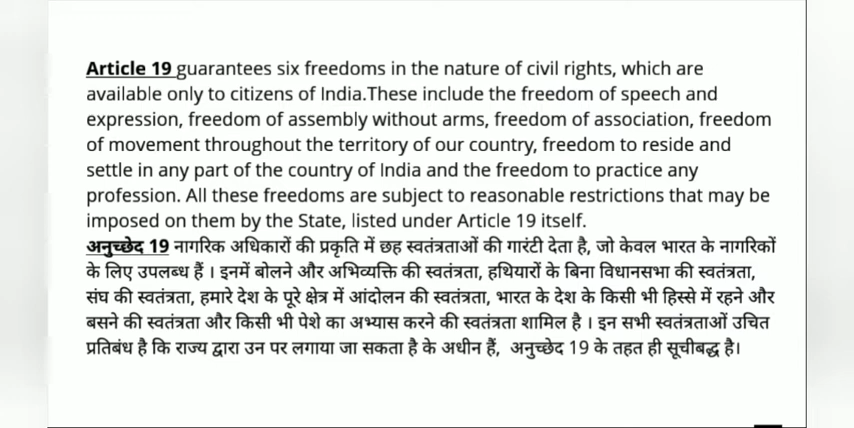 Article 19 guarantees six freedoms in the nature of civil rights, which are
available only to citizens of India.These include the freedom of speech and
expression, freedom of assembly without arms, freedom of association, freedom
of movement throughout the territory of our country, freedom to reside and
settle in any part of the country of India and the freedom to practice any
profession. All these freedoms are subject to reasonable restrictions that may be
imposed on them by the State, listed under Article 19 itself.
अनुच्छेद 19 नागरिक अधिकारों की प्रकृति में छह स्वतंत्रताओं की गारंटी देता है, जो केवल भारत के नागरिकों
के लिए उपलब्ध हैं । इनमें बोलने और अभिव्यक्ति की स्वतंत्रता, हथियारों के बिना विधानसभा की स्वतंत्रता,
संघ की स्वतंत्रता, हमारे देश के पूरे क्षेत्र में आंदोलन की स्वतंत्रता, भारत के देश के किसी भी हिस्से में रहने और
बसने की स्वतंत्रता और किसी भी पेशे का अभ्यास करने की स्वतंत्रता शामिल है । इन सभी स्वतंत्रताओं उचित
प्रतिबंध है कि राज्य द्वारा उन पर लगाया जा सकता है के अधीन हैं, अनुच्छेद 19 के तहत ही सूचीबद्ध है।